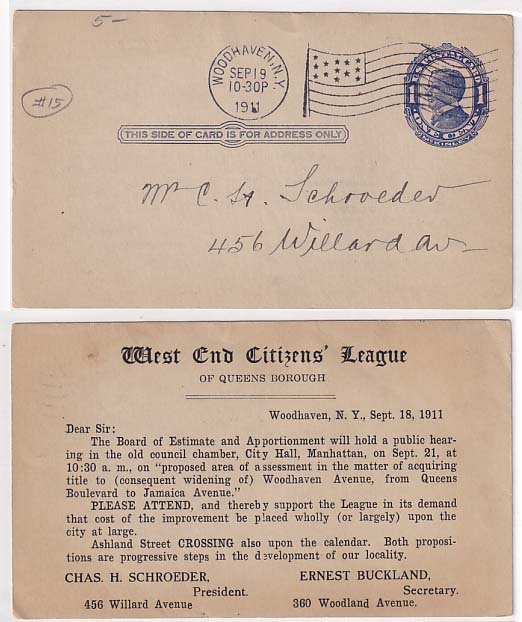 5-
WOODHAVEN, N.Y.
SEP 19
10-30P
1911
#15
U.S. POSTAL CARD
1 1
ONE CENT
McKINLEY
THIS SIDE OF CARD IS FOR ADDRESS ONLY
Mr C. H. Schroeder
456 Willard Av
West End Citizens' League
OF QUEENS BOROUGH
Woodhaven, N. Y., Sept. 18, 1911
Dear Sir:
The Board of Estimate and Apportionment will hold a public hear-
ing in the old council chamber, City Hall, Manhattan, on Sept. 21, at
10:30 a. m., on "proposed area of assessment in the matter of acquiring
title to (consequent widening of) Woodhaven Avenue, from Queens
Boulevard to Jamaica Avenue."
PLEASE ATTEND, and thereby support the League in its demand
that cost of the improvement be placed wholly (or largely) upon the
city at large.
Ashland Street CROSSING also upon the calendar. Both proposi-
tions are progressive steps in the development of our locality.
CHAS. H. SCHROEDER, ERNEST BUCKLAND,
President. Secretary.
456 Willard Avenue 360 Woodland Avenue.